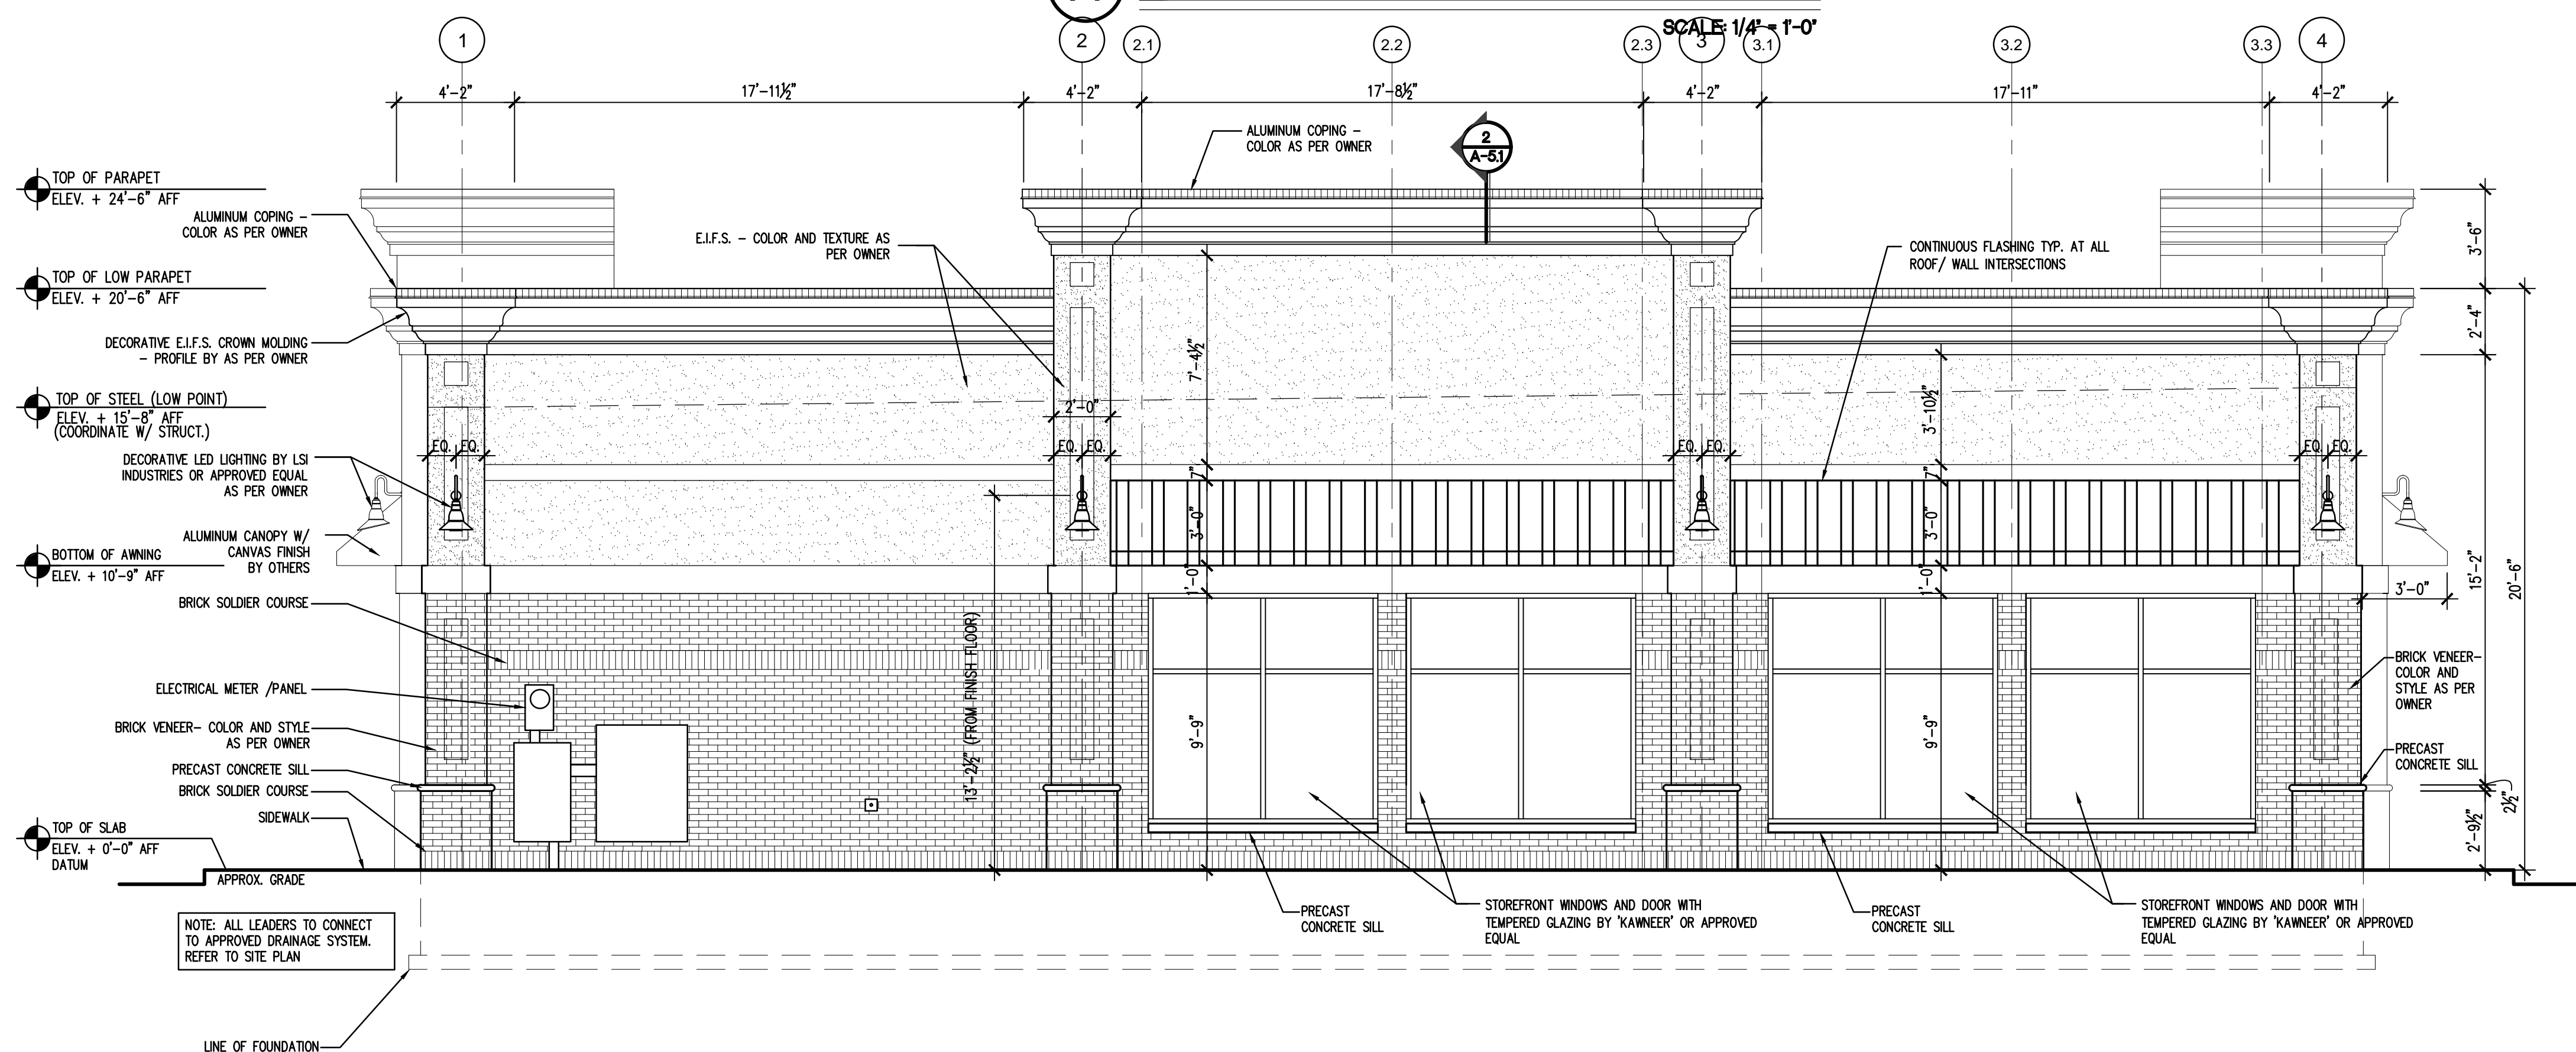 SCALE: 1/4" = 1'-0"
1
2
2.1
2.2
2.3
3
3.1
3.2
3.3
4
4'-2"
17'-11½"
4'-2"
17'-8½"
4'-2"
17'-11"
4'-2"
2
A-5.1
ALUMINUM COPING –
COLOR AS PER OWNER
TOP OF PARAPET
ELEV. + 24'-6" AFF
ALUMINUM COPING –
COLOR AS PER OWNER
E.I.F.S. – COLOR AND TEXTURE AS
PER OWNER
CONTINUOUS FLASHING TYP. AT ALL
ROOF/ WALL INTERSECTIONS
TOP OF LOW PARAPET
ELEV. + 20'-6" AFF
DECORATIVE E.I.F.S. CROWN MOLDING
– PROFILE BY AS PER OWNER
TOP OF STEEL (LOW POINT)
ELEV. + 15'-8" AFF
(COORDINATE W/ STRUCT.)
DECORATIVE LED LIGHTING BY LSI
INDUSTRIES OR APPROVED EQUAL
AS PER OWNER
ALUMINUM CANOPY W/
CANVAS FINISH
BY OTHERS
BOTTOM OF AWNING
ELEV. + 10'-9" AFF
BRICK SOLDIER COURSE
ELECTRICAL METER /PANEL
BRICK VENEER– COLOR AND STYLE
AS PER OWNER
PRECAST CONCRETE SILL
BRICK SOLDIER COURSE
SIDEWALK
TOP OF SLAB
ELEV. + 0'-0" AFF
DATUM
APPROX. GRADE
NOTE: ALL LEADERS TO CONNECT
TO APPROVED DRAINAGE SYSTEM.
REFER TO SITE PLAN
LINE OF FOUNDATION
EQ. EQ.
2'-0"
EQ. EQ.
EQ. EQ.
EQ. EQ.
13'-2½" (FROM FINISH FLOOR)
7'-4½"
7"
3'-0"
1'-0"
9'-9"
3'-10½"
7"
3'-0"
1'-0"
9'-9"
3'-6"
2'-4"
15'-2"
20'-6"
3'-0"
2'-9½"
2½"
BRICK VENEER–
COLOR AND
STYLE AS PER
OWNER
PRECAST
CONCRETE SILL
PRECAST
CONCRETE SILL
STOREFRONT WINDOWS AND DOOR WITH
TEMPERED GLAZING BY 'KAWNEER' OR APPROVED
EQUAL
PRECAST
CONCRETE SILL
STOREFRONT WINDOWS AND DOOR WITH
TEMPERED GLAZING BY 'KAWNEER' OR APPROVED
EQUAL